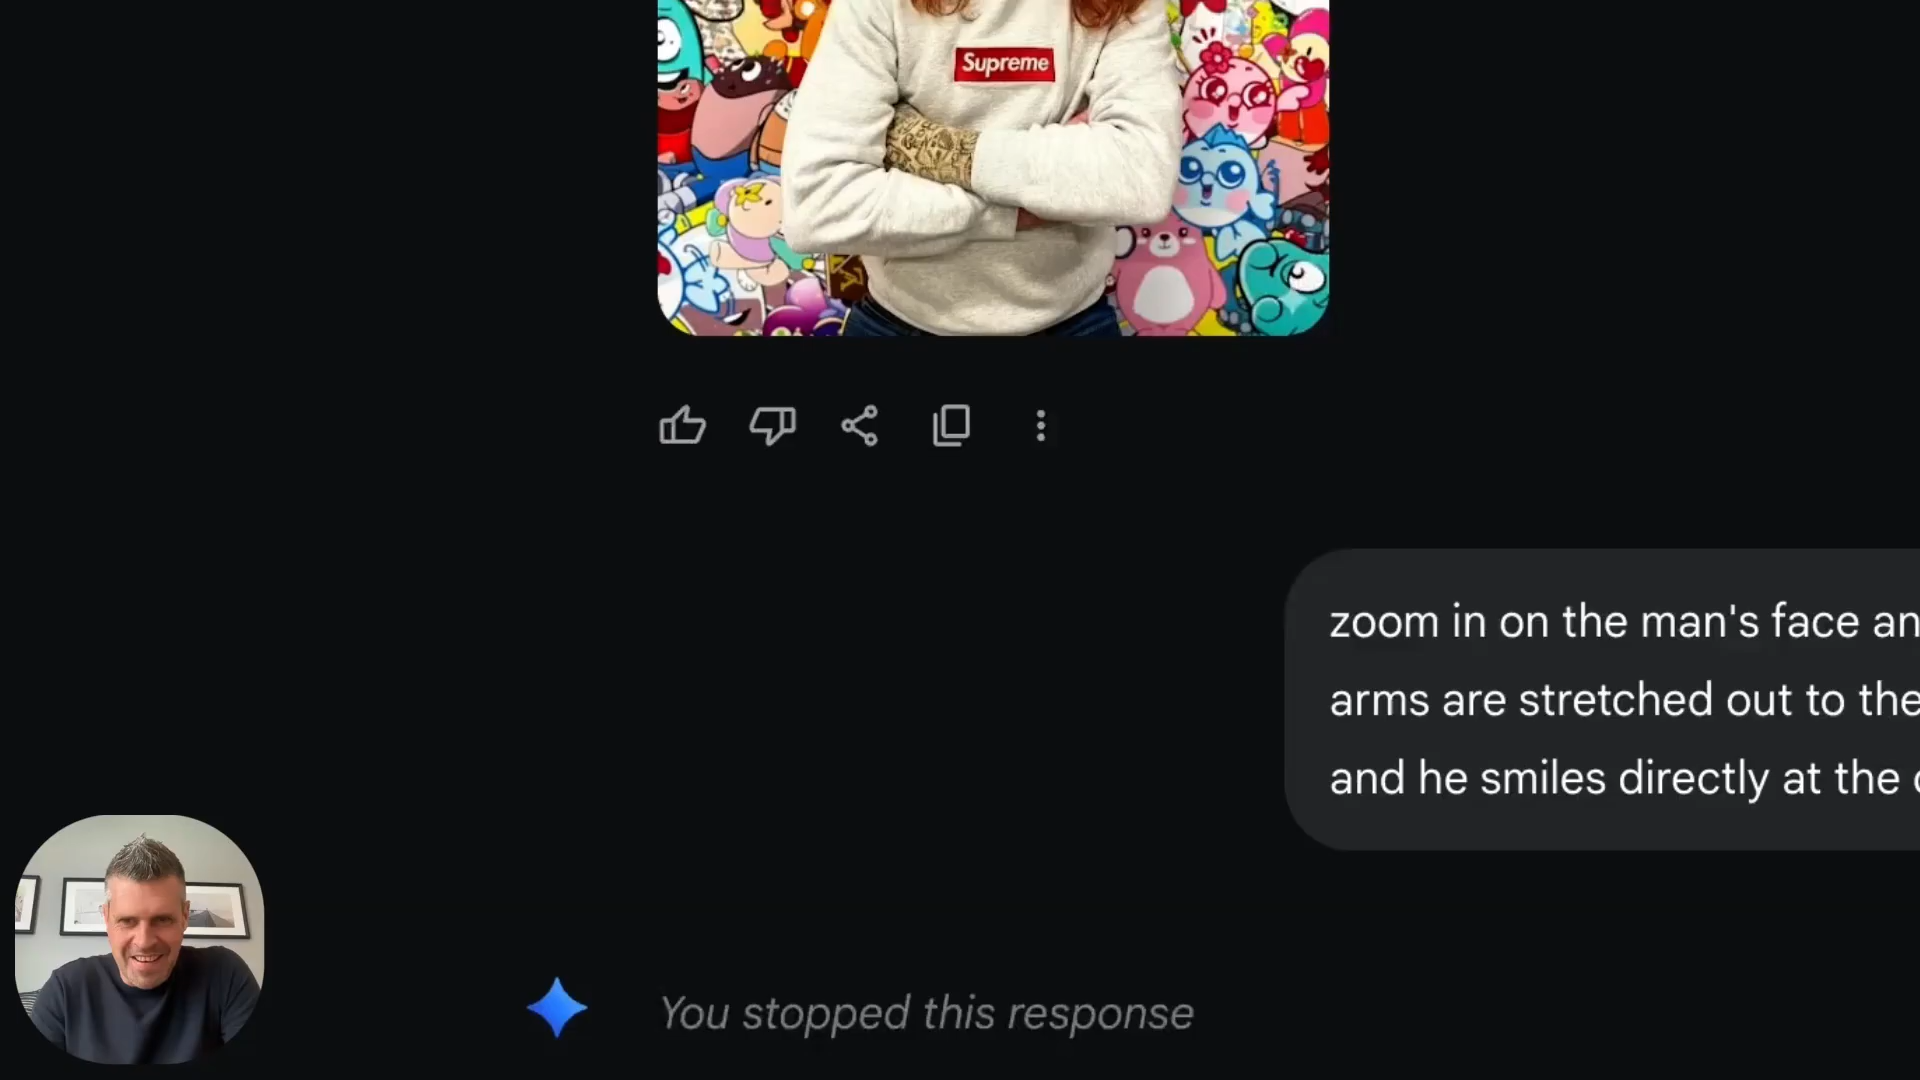 Supreme
zoom in on the man's face an
arms are stretched out to the
and he smiles directly at the
You stopped this response